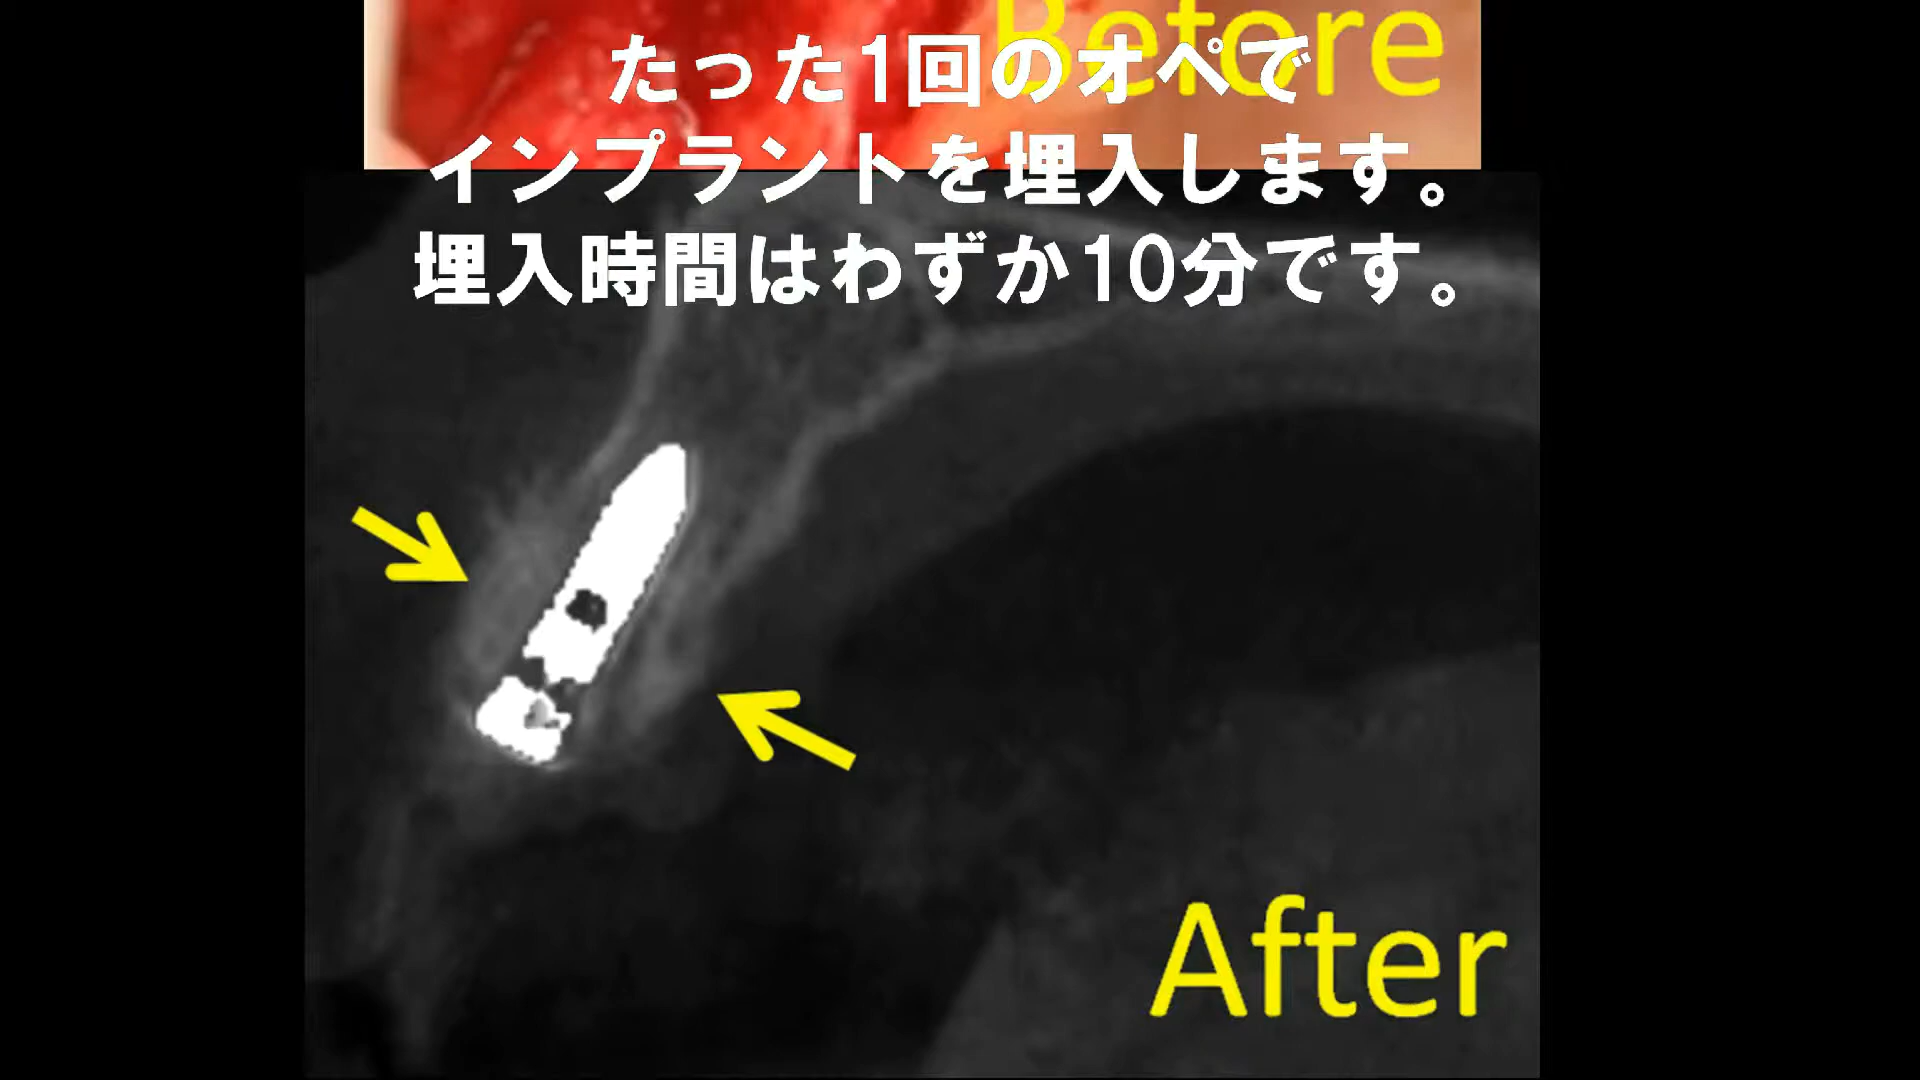 Before
たった1回のオペで
インプラントを埋入します。
埋入時間はわずか10分です。
After